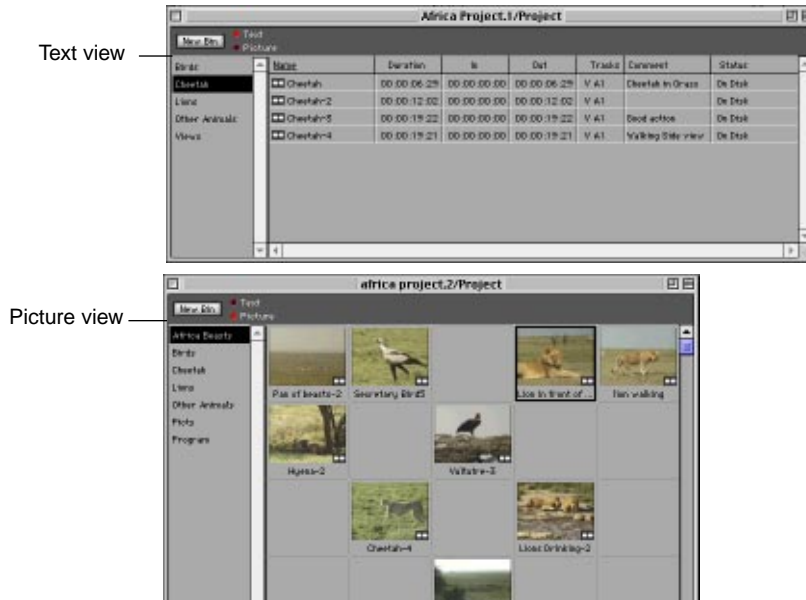 Text view
Africa Project.1/Project
New Bin
Text
Picture
Birds
Cheetah
Lions
Other Animals
Views
Name Duration In Out Tracks Comment Status
Cheetah 00:00:06:29 00:00:00:00 00:00:06:29 V A1 Cheetah in Grass On Disk
Cheetah-2 00:00:12:02 00:00:00:00 00:00:12:02 V A1 On Disk
00:00:19:22 00:00:00:00 00:00:19:22 V A1 Good action On Disk
Cheetah-4 00:00:19:21 00:00:00:00 00:00:19:21 V A1 Walking Side view On Disk
Picture view
africa project.2/Project
New Bin
Text
Picture
Africa Beasts
Birds
Cheetah
Lions
Other Animals
Picts
Program
Pan of beasts-2 Secretary Bird5 Lion in front of ... lion walking
Hyena-2 Vulture-3
Cheetah-4 Lions Drinking-2